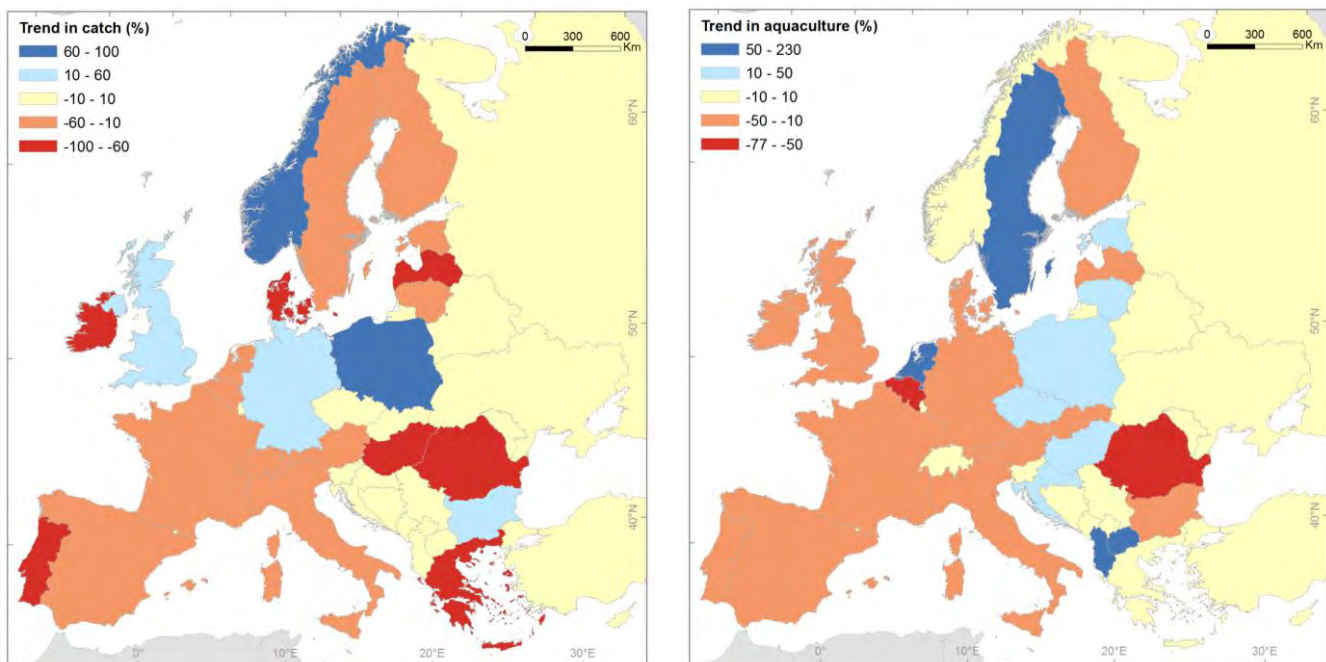 Trend in catch (%)
60 - 100
10 - 60
-10 - 10
-60 - -10
-100 - -60
0 300 600
Km
60°N
50°N
40°N
0°
10°E
20°E
30°E
Trend in aquaculture (%)
50 - 230
10 - 50
-10 - 10
-50 - -10
-77 - -50
0 300 600
Km
60°N
50°N
40°N
0°
10°E
20°E
30°E